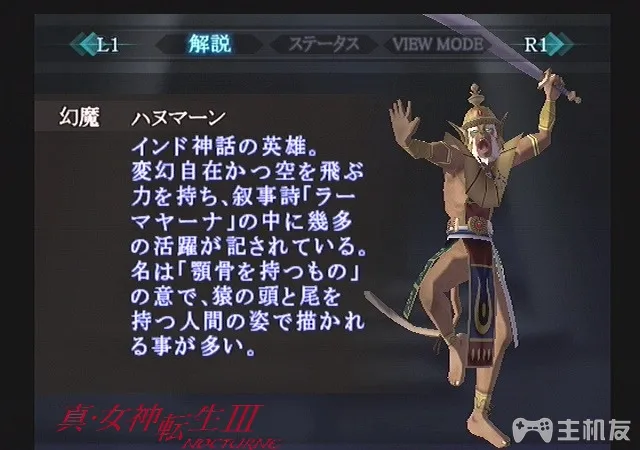 L1 解説 ステータス VIEW MODE R1
幻魔 ハヌマーン
インド神話の英雄。
変幻自在かつ空を飛ぶ
力を持ち、叙事詩「ラー
マヤーナ」の中に幾多
の活躍が記されている。
名は「顎骨を持つもの」
の意で、猿の頭と尾を
持つ人間の姿で描かれ
る事が多い。
真・女神転生III
NOCTURNE
主机友